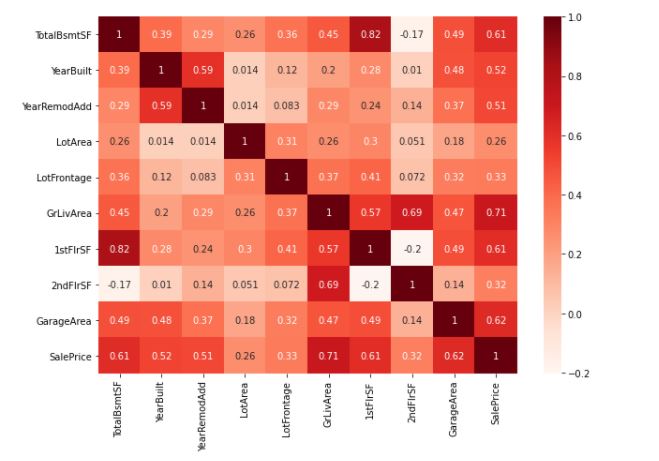 TotalBsmtSF 1 0.39 0.29 0.26 0.36 0.45 0.82 -0.17 0.49 0.61
YearBuilt 0.39 1 0.59 0.014 0.12 0.2 0.28 0.01 0.48 0.52
YearRemodAdd 0.29 0.59 1 0.014 0.083 0.29 0.24 0.14 0.37 0.51
LotArea 0.26 0.014 0.014 1 0.31 0.26 0.3 0.051 0.18 0.26
LotFrontage 0.36 0.12 0.083 0.31 1 0.37 0.41 0.072 0.32 0.33
GrLivArea 0.45 0.2 0.29 0.26 0.37 1 0.57 0.69 0.47 0.71
1stFlrSF 0.82 0.28 0.24 0.3 0.41 0.57 1 -0.2 0.49 0.61
2ndFlrSF -0.17 0.01 0.14 0.051 0.072 0.69 -0.2 1 0.14 0.32
GarageArea 0.49 0.48 0.37 0.18 0.32 0.47 0.49 0.14 1 0.62
SalePrice 0.61 0.52 0.51 0.26 0.33 0.71 0.61 0.32 0.62 1
TotalBsmtSF
YearBuilt
YearRemodAdd
LotArea
LotFrontage
GrLivArea
1stFlrSF
2ndFlrSF
GarageArea
SalePrice
1.0
0.8
0.6
0.4
0.2
0.0
−0.2